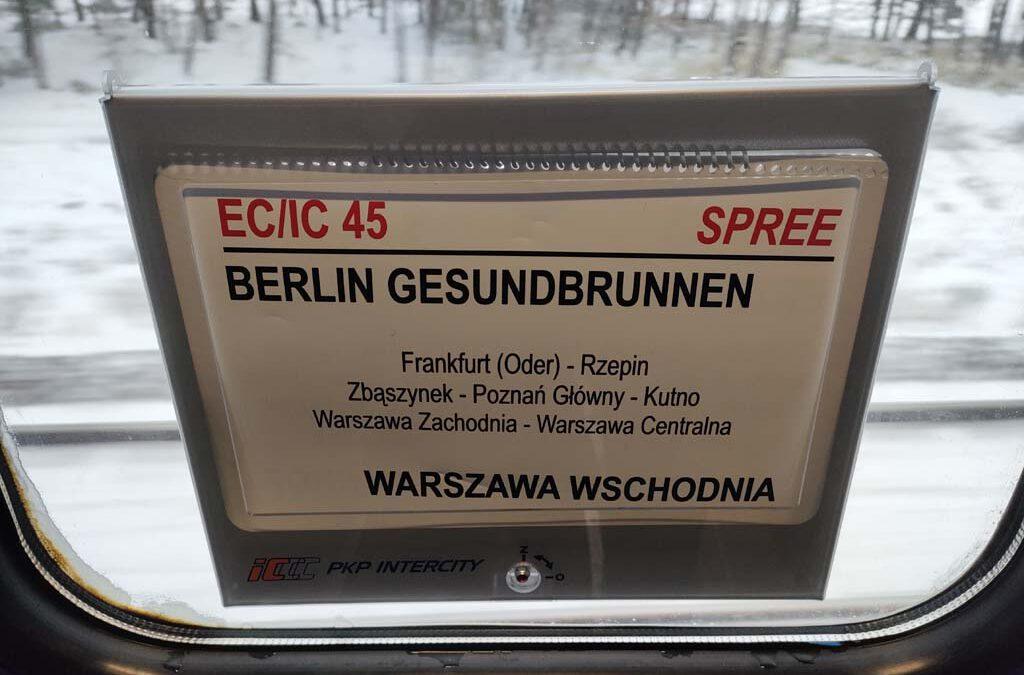 EC/IC 45 SPREE
BERLIN GESUNDBRUNNEN
Frankfurt (Oder) - Rzepin
Zbąszynek - Poznań Główny - Kutno
Warszawa Zachodnia - Warszawa Centralna
WARSZAWA WSCHODNIA
IC PKP INTERCITY
Z
O